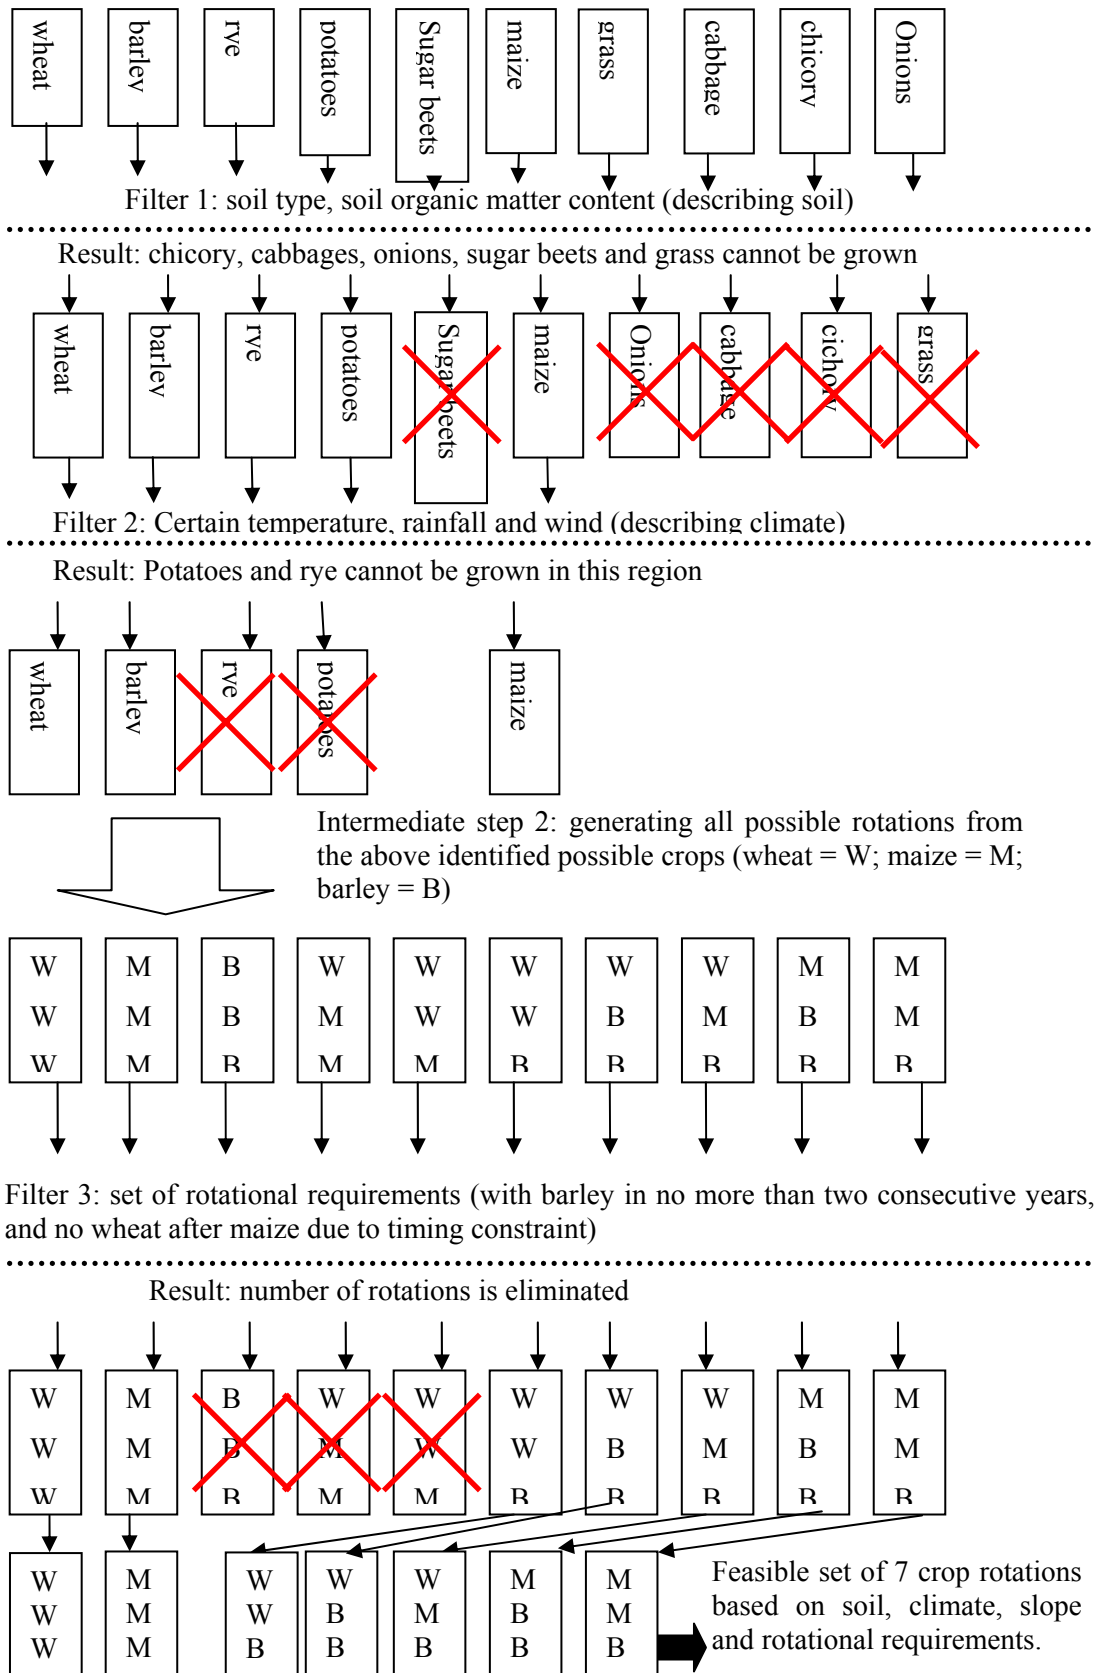 wheat barley rye potatoes Sugar beets maize grass cabbage chicory Onions
Filter 1: soil type, soil organic matter content (describing soil)
Result: chicory, cabbages, onions, sugar beets and grass cannot be grown
wheat barley rye potatoes Sugar beets maize Onions cabbage cichory grass
Filter 2: Certain temperature, rainfall and wind (describing climate)
Result: Potatoes and rye cannot be grown in this region
wheat barley rye potatoes maize
Intermediate step 2: generating all possible rotations from
the above identified possible crops (wheat = W; maize = M;
barley = B)
W M B W W W W W M M
W M B M W W B M B M
W M B M M B B B B B
Filter 3: set of rotational requirements (with barley in no more than two consecutive years,
and no wheat after maize due to timing constraint)
Result: number of rotations is eliminated
W M B W W W W W M M
W M B M W W B M B M
W M B M M B B B B B
W M W W W M M
W M W B M B M
W M B B B B B
Feasible set of 7 crop rotations
based on soil, climate, slope
and rotational requirements.